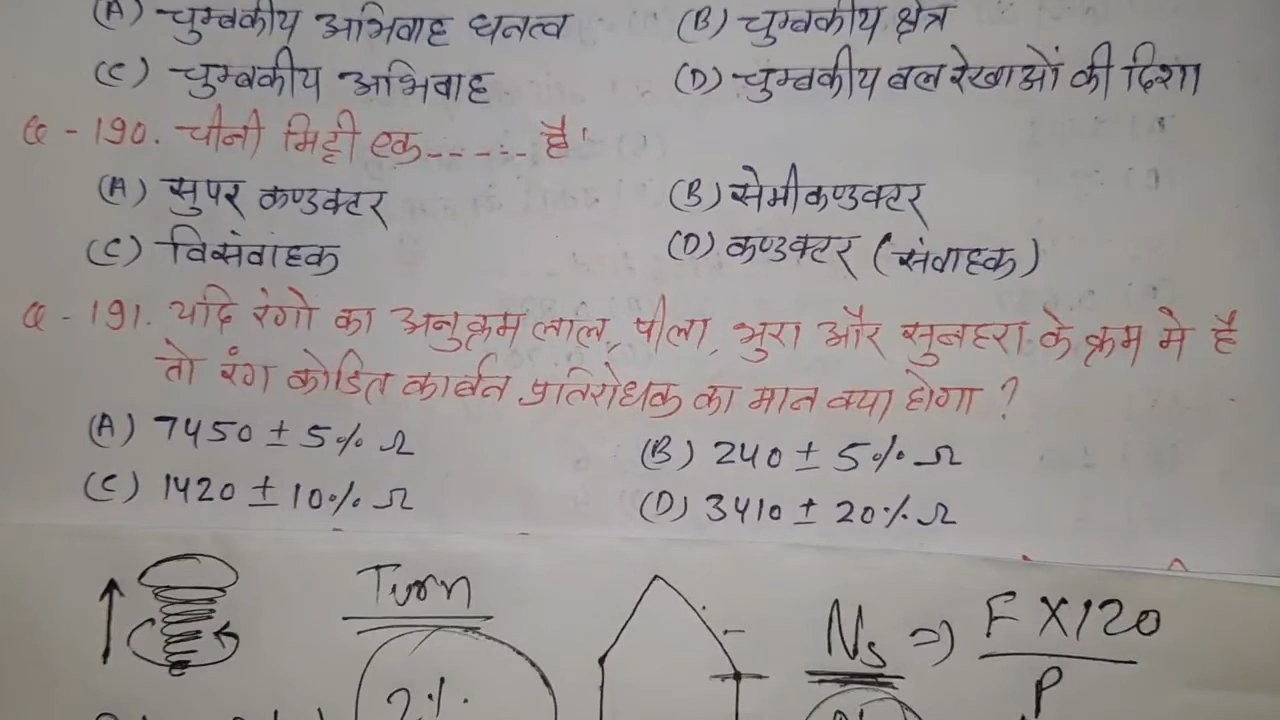 (A) चुम्बकीय अभिवाह घनत्व (B) चुम्बकीय क्षेत्र
(C) चुम्बकीय अभिवाह (D) चुम्बकीय बल रेखाओं की दिशा
Q - 190. चीनी मिट्टी एक ------ है।
(A) सुपर कण्डक्टर (B) सेमीकण्डक्टर
(C) विसंवाहक (D) कण्डक्टर (संवाहक)
Q - 191. यदि रंगो का अनुक्रम लाल, पीला, भुरा और सुनहरा के क्रम मे है
तो रंग कोडित कार्बन प्रतिरोधक का मान क्या होगा ?
(A) 7450 ± 5% Ω (B) 240 ± 5% Ω
(C) 1420 ± 10% Ω (D) 3410 ± 20% Ω
Turn
Ns => F X120
P
2%